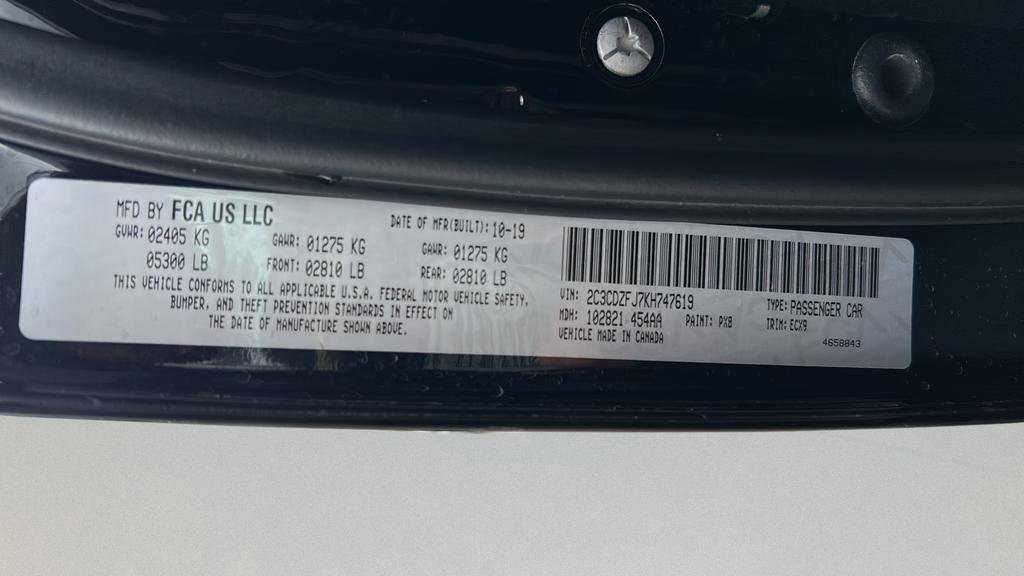 MFD BY FCA US LLC
DATE OF MFR(BUILT): 10-19
GVWR: 02405 KG
GAWR: 01275 KG
GAWR: 01275 KG
05300 LB
FRONT: 02810 LB
REAR: 02810 LB
THIS VEHICLE CONFORMS TO ALL APPLICABLE U.S.A. FEDERAL MOTOR VEHICLE SAFETY,
BUMPER, AND THEFT PREVENTION STANDARDS IN EFFECT ON
THE DATE OF MANUFACTURE SHOWN ABOVE.
VIN: 2C3CDZFJ7KH747619
TYPE: PASSENGER CAR
MDH: 102821 454AA
PAINT: PX8
TRIM: ECX9
VEHICLE MADE IN CANADA
4658843